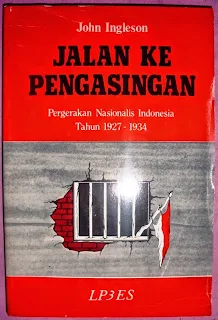 John Ingleson
JALAN KE
PENGASINGAN
Pergerakan Nasionalis Indonesia
Tahun 1927 - 1934
LP3ES